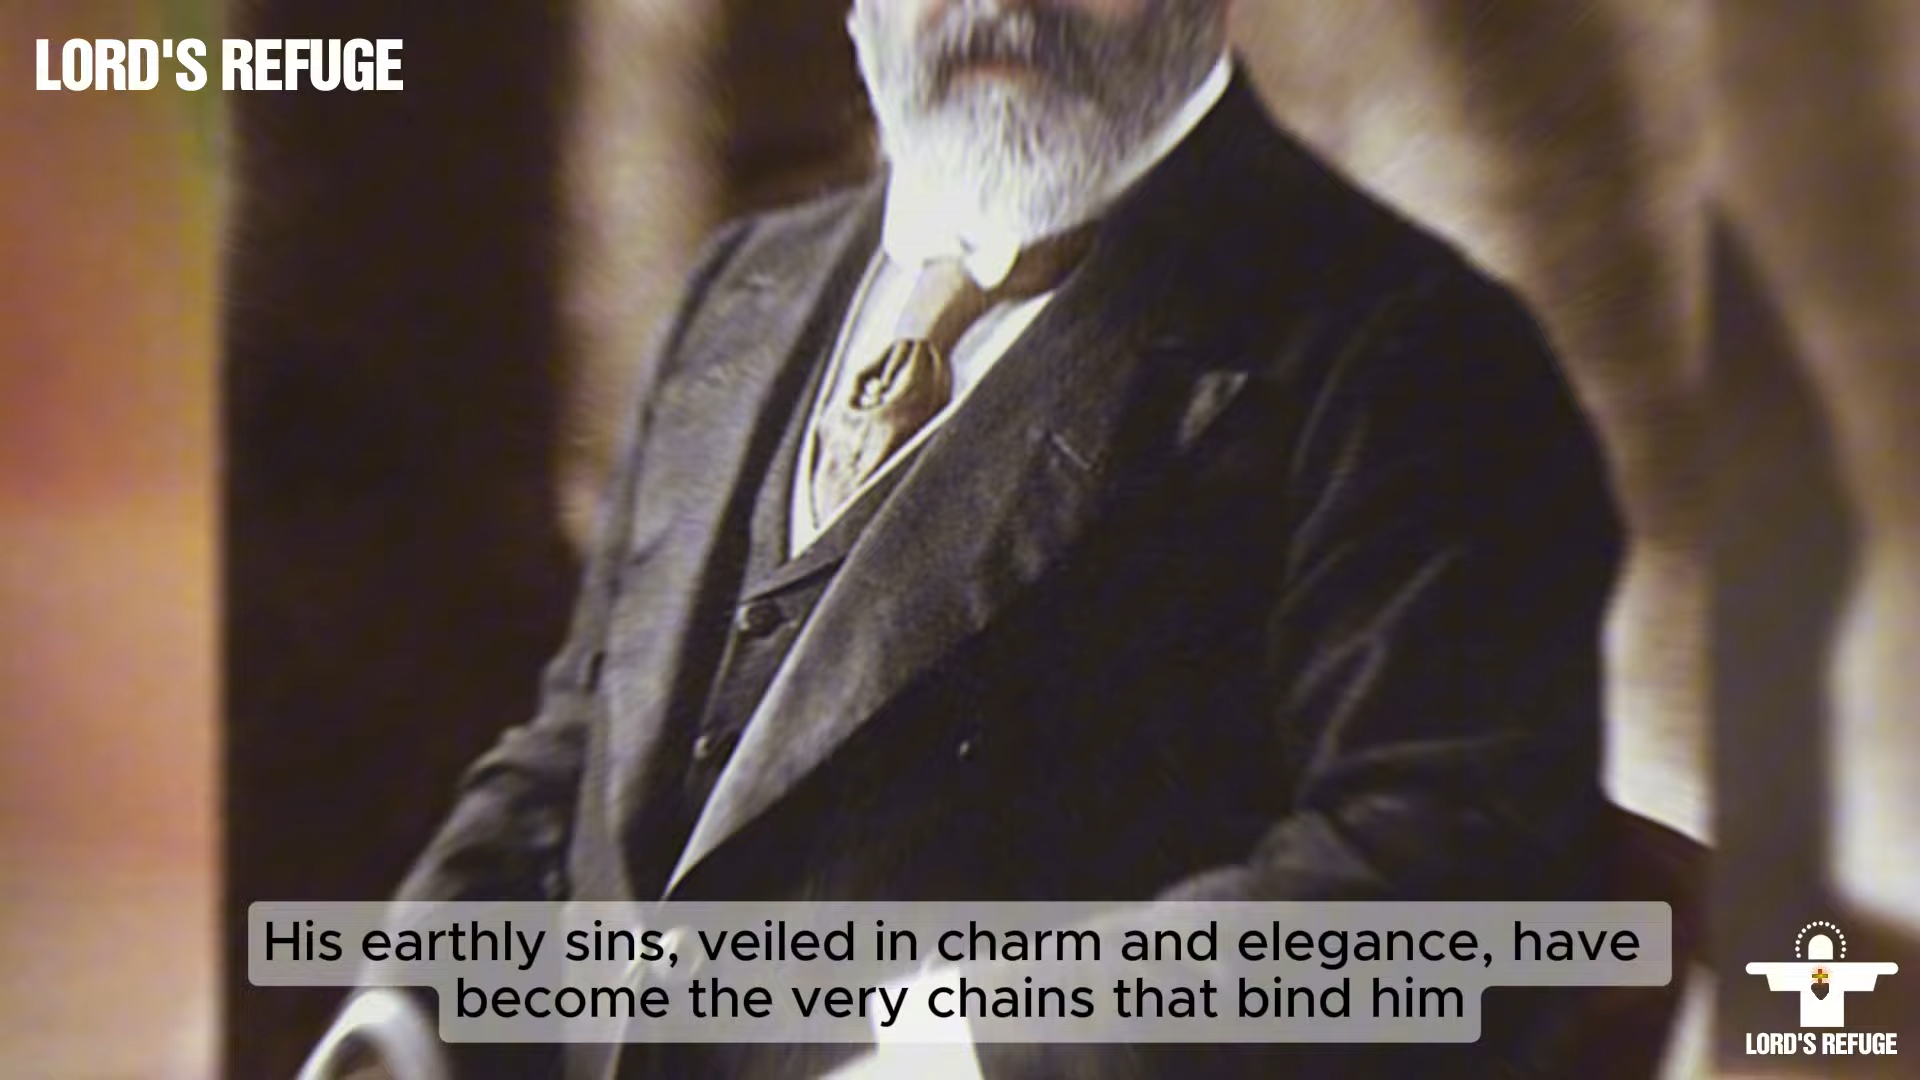 LORD'S REFUGE
His earthly sins, veiled in charm and elegance, have
become the very chains that bind him
LORD'S REFUGE